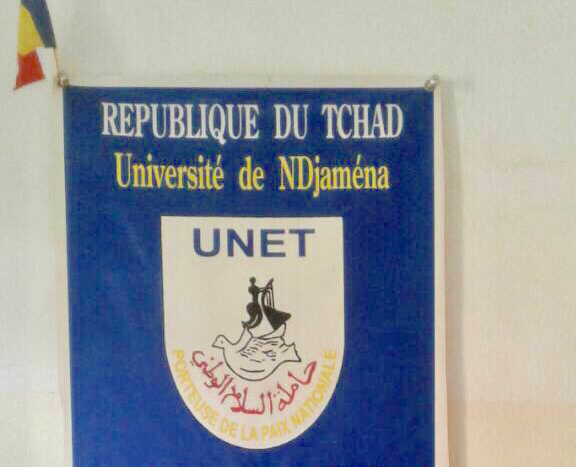 REPUBLIQUE DU TCHAD
Université de NDjaména
UNET
حاملة السلام الوطني
PORTEUSE DE LA PAIX NATIONALE